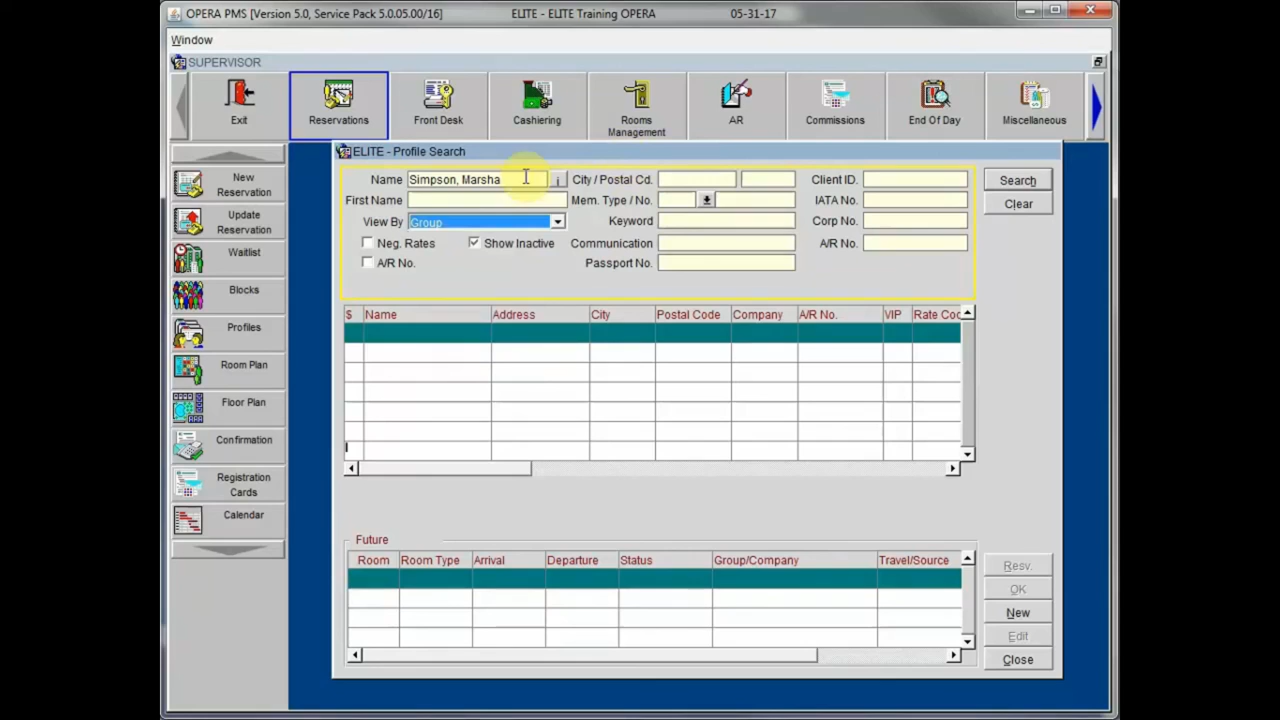 OPERA PMS [Version 5.0, Service Pack 5.0.05.00/16] ELITE - ELITE Training OPERA 05-31-17
Window
SUPERVISOR
Exit Reservations Front Desk Cashiering Rooms Management AR Commissions End Of Day Miscellaneous
ELITE - Profile Search
Name Simpson, Marsha i City / Postal Cd. Client ID. Search
First Name Mem. Type / No. IATA No. Clear
View By Group Keyword Corp No.
Neg. Rates Show Inactive Communication A/R No.
A/R No. Passport No.
$ Name Address City Postal Code Company A/R No. VIP Rate Coc
Future
Room Room Type Arrival Departure Status Group/Company Travel/Source
Resv.
OK
New
Edit
Close
New Reservation
Update Reservation
Waitlist
Blocks
Profiles
Room Plan
Floor Plan
Confirmation
Registration Cards
Calendar